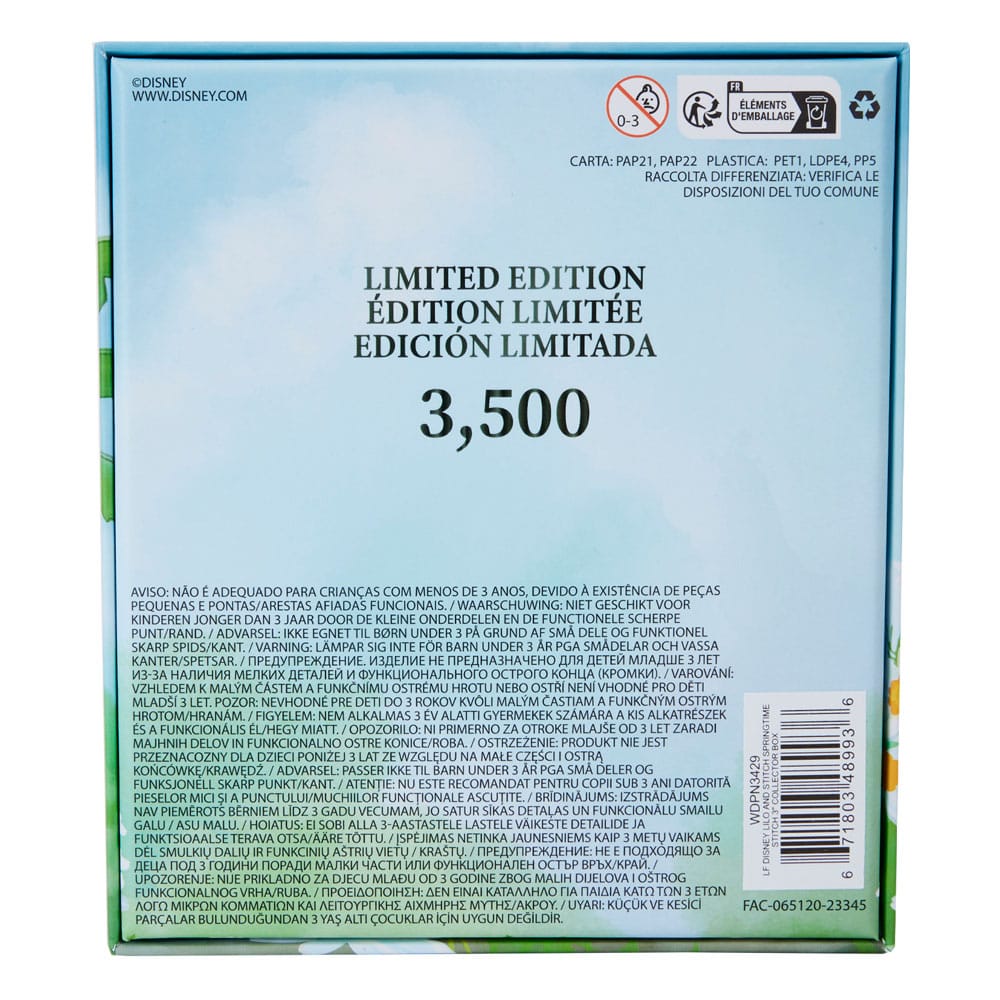 ©DISNEY
WWW.DISNEY.COM
0-3
FR
ÉLÉMENTS
D'EMBALLAGE
CARTA: PAP21, PAP22 PLASTICA: PET1, LDPE4, PP5
RACCOLTA DIFFERENZIATA: VERIFICA LE
DISPOSIZIONI DEL TUO COMUNE
LIMITED EDITION
ÉDITION LIMITÉE
EDICIÓN LIMITADA
3,500
AVISO: NÃO É ADEQUADO PARA CRIANÇAS COM MENOS DE 3 ANOS, DEVIDO À EXISTÊNCIA DE PEÇAS
PEQUENAS E PONTAS/ARESTAS AFIADAS FUNCIONAIS. / WAARSCHUWING: NIET GESCHIKT VOOR
KINDEREN JONGER DAN 3 JAAR DOOR DE KLEINE ONDERDELEN EN DE FUNCTIONELE SCHERPE
PUNT/RAND. / ADVARSEL: IKKE EGNET TIL BØRN UNDER 3 PÅ GRUND AF SMÅ DELE OG FUNKTIONEL
SKARP SPIDS/KANT. / VARNING: LÄMPAR SIG INTE FÖR BARN UNDER 3 ÅR PGA SMÅDELAR OCH VASSA
KANTER/SPETSAR. / ПРЕДУПРЕЖДЕНИЕ. ИЗДЕЛИЕ НЕ ПРЕДНАЗНАЧЕНО ДЛЯ ДЕТЕЙ МЛАДШЕ 3 ЛЕТ
ИЗ-ЗА НАЛИЧИЯ МЕЛКИХ ДЕТАЛЕЙ И ФУНКЦИОНАЛЬНОГО ОСТРОГО КОНЦА (КРОМКИ). / VAROVÁNÍ:
VZHLEDEM K MALÝM ČÁSTEM A FUNKČNÍMU OSTRÉMU HROTU NEBO OSTŘÍ NENÍ VHODNÉ PRO DĚTI
MLADŠÍ 3 LET. POZOR: NEVHODNÉ PRE DETI DO 3 ROKOV KVÔLI MALÝM ČASTIAM A FUNKČNÝM OSTRÝM
HROTOM/HRANÁM. / FIGYELEM: NEM ALKALMAS 3 ÉV ALATTI GYERMEKEK SZÁMÁRA A KIS ALKATRÉSZEK
ÉS A FUNKCIONÁLIS ÉL/HEGY MIATT. / OPOZORILO: NI PRIMERNO ZA OTROKE MLAJŠE OD 3 LET ZARADI
MAJHNIH DELOV IN FUNKCIONALNO OSTRE KONICE/ROBA. / OSTRZEŻENIE: PRODUKT NIE JEST
PRZEZNACZONY DLA DZIECI PONIŻEJ 3 LAT ZE WZGLĘDU NA MAŁE CZĘŚCI I OSTRĄ
KOŃCÓWKĘ/KRAWĘDŹ. / ADVARSEL: PASSER IKKE TIL BARN UNDER 3 ÅR PGA SMÅ DELER OG
FUNKSJONELL SKARP PUNKT/KANT. / ATENȚIE: NU ESTE RECOMANDAT PENTRU COPII SUB 3 ANI DATORITĂ
PIESELOR MICI ȘI A PUNCTULUI/MUCHIILOR FUNCȚIONALE ASCUȚITE. / BRĪDINĀJUMS: IZSTRĀDĀJUMS
NAV PIEMĒROTS BĒRNIEM LĪDZ 3 GADU VECUMAM, JO SATUR SĪKAS DETAĻAS UN FUNKCIONĀLU SMAILU
GALU / ASU MALU. / HOIATUS: EI SOBI ALLA 3-AASTASTELE LASTELE VÄIKESTE DETAILIDE JA
FUNKTSIOAALSE TERAVA OTSA/ÄÄRE TÕTTU. / ĮSPĖJIMAS NETINKA JAUNESNIEMS KAIP 3 METŲ VAIKAMS
DĖL SMULKIŲ DALIŲ IR FUNKCINIŲ AŠTRIŲ VIETŲ / KRAŠTŲ. / ПРЕДУПРЕЖДЕНИЕ: НЕ Е ПОДХОДЯЩО ЗА
ДЕЦА ПОД 3 ГОДИНИ ПОРАДИ МАЛКИ ЧАСТИ ИЛИ ФУНКЦИОНАЛЕН ОСТЪР ВРЪХ/КРАЙ. /
UPOZORENJE: NIJE PRIKLADNO ZA DJECU MLAĐU OD 3 GODINE ZBOG MALIH DIJELOVA I OŠTROG
FUNKCIONALNOG VRHA/RUBA. / ΠΡΟΕΙΔΟΠΟΙΗΣΗ: ΔΕΝ ΕΙΝΑΙ ΚΑΤΑΛΛΗΛΟ ΓΙΑ ΠΑΙΔΙΑ ΚΑΤΩ ΤΩΝ 3 ΕΤΩΝ
ΛΟΓΩ ΜΙΚΡΩΝ ΚΟΜΜΑΤΙΩΝ ΚΑΙ ΛΕΙΤΟΥΡΓΙΚΗΣ ΑΙΧΜΗΡΗΣ ΜΥΤΗΣ/ΑΚΡΟΥ. / UYARI: KÜÇÜK VE KESİCİ
PARÇALAR BULUNDUĞUNDAN 3 YAŞ ALTI ÇOCUKLAR İÇİN UYGUN DEĞİLDİR.
WDPN3429
LF DISNEY LILO AND STITCH SPRINGTIME
STITCH 3" COLLECTOR BOX
6 71803 48993 6
FAC-065120-23345